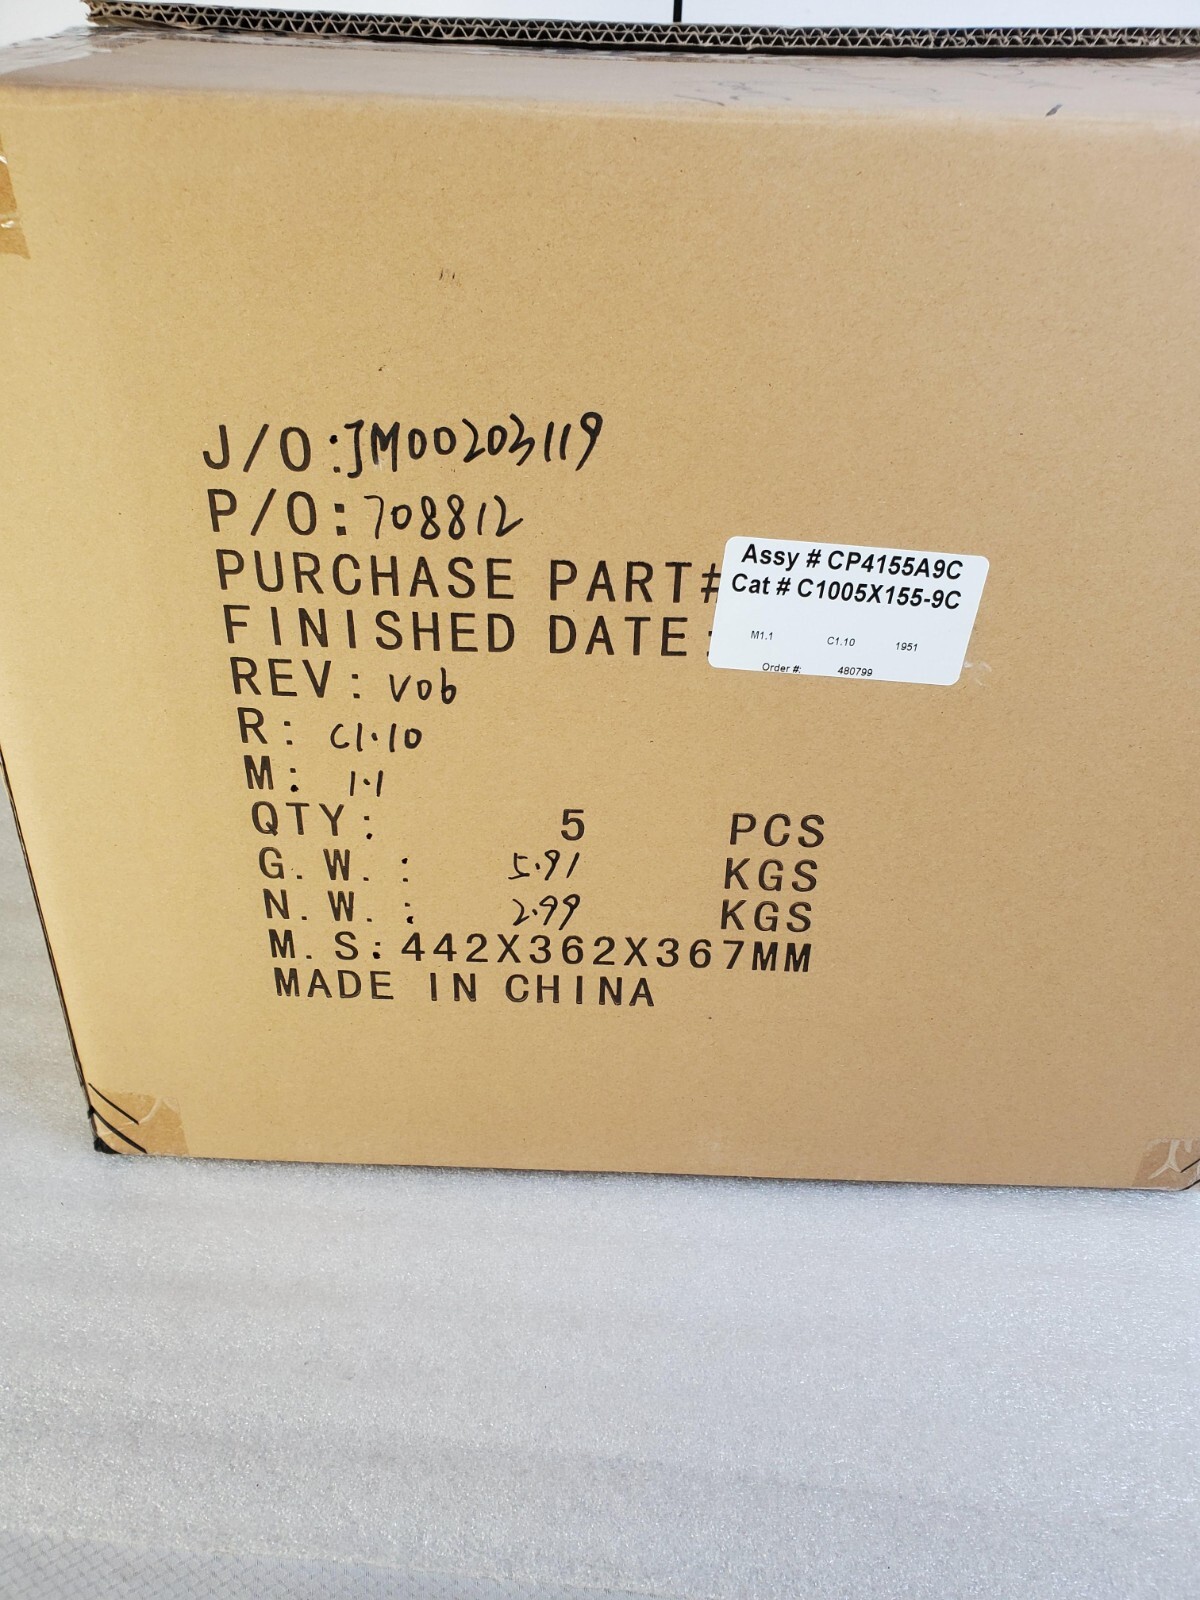 J/O:JM00203119
P/O:708812
PURCHASE PART#
FINISHED DATE:
Assy # CP4155A9C
Cat # C1005X155-9C
M1.1 C1.10 1951
Order #: 480799
REV: V06
R: C1.10
M: 1.1
QTY: 5 PCS
G.W.: 5.91 KGS
N.W.: 2.99 KGS
M.S:442X362X367MM
MADE IN CHINA